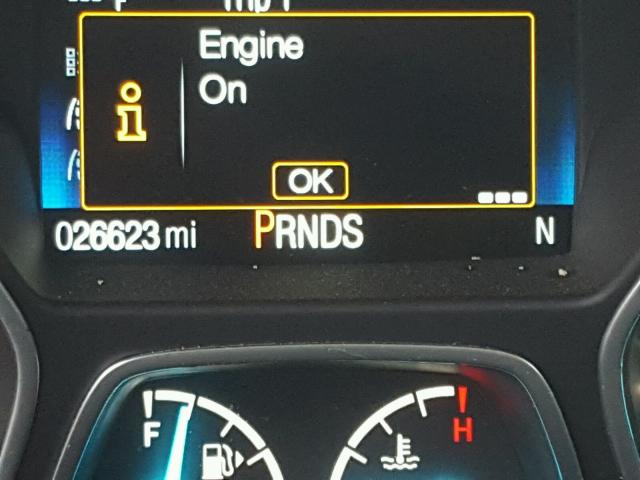 Engine
On
OK
026623 mi PRNDS N
F H